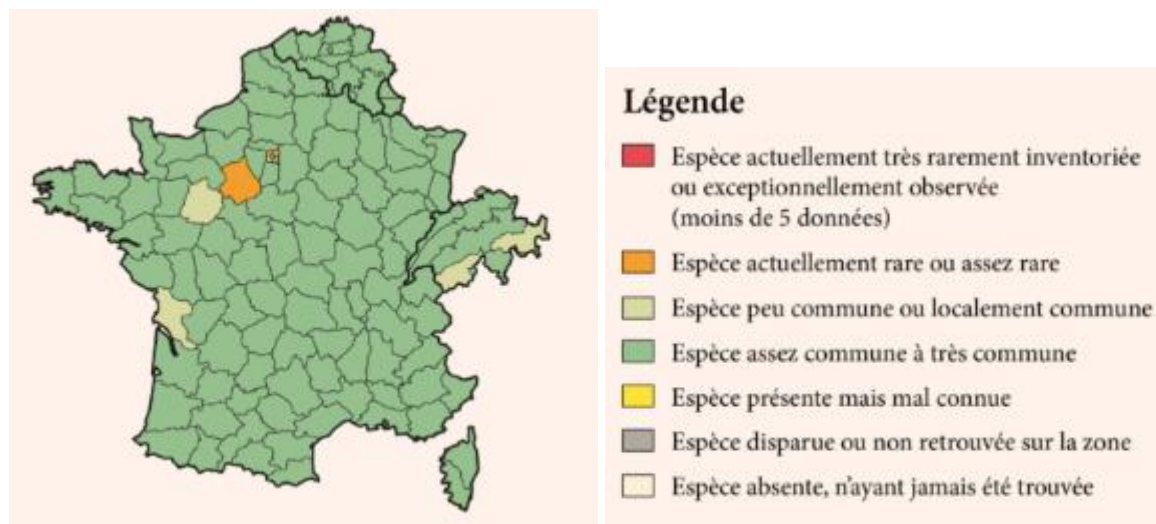 Légende
Espèce actuellement très rarement inventoriée
ou exceptionnellement observée
(moins de 5 données)
Espèce actuellement rare ou assez rare
Espèce peu commune ou localement commune
Espèce assez commune à très commune
Espèce présente mais mal connue
Espèce disparue ou non retrouvée sur la zone
Espèce absente, n'ayant jamais été trouvée